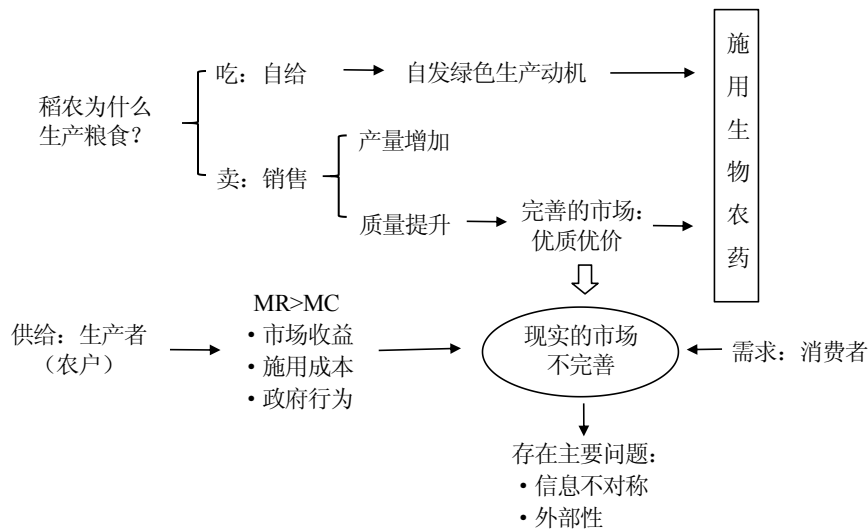 吃：自给
自发绿色生产动机
施用生物农药
稻农为什么
生产粮食？
产量增加
卖：销售
质量提升
完善的市场：
优质优价
MR>MC
供给：生产者
（农户）
·市场收益
·施用成本
·政府行为
现实的市场
不完善
需求：消费者
存在主要问题：
·信息不对称
·外部性